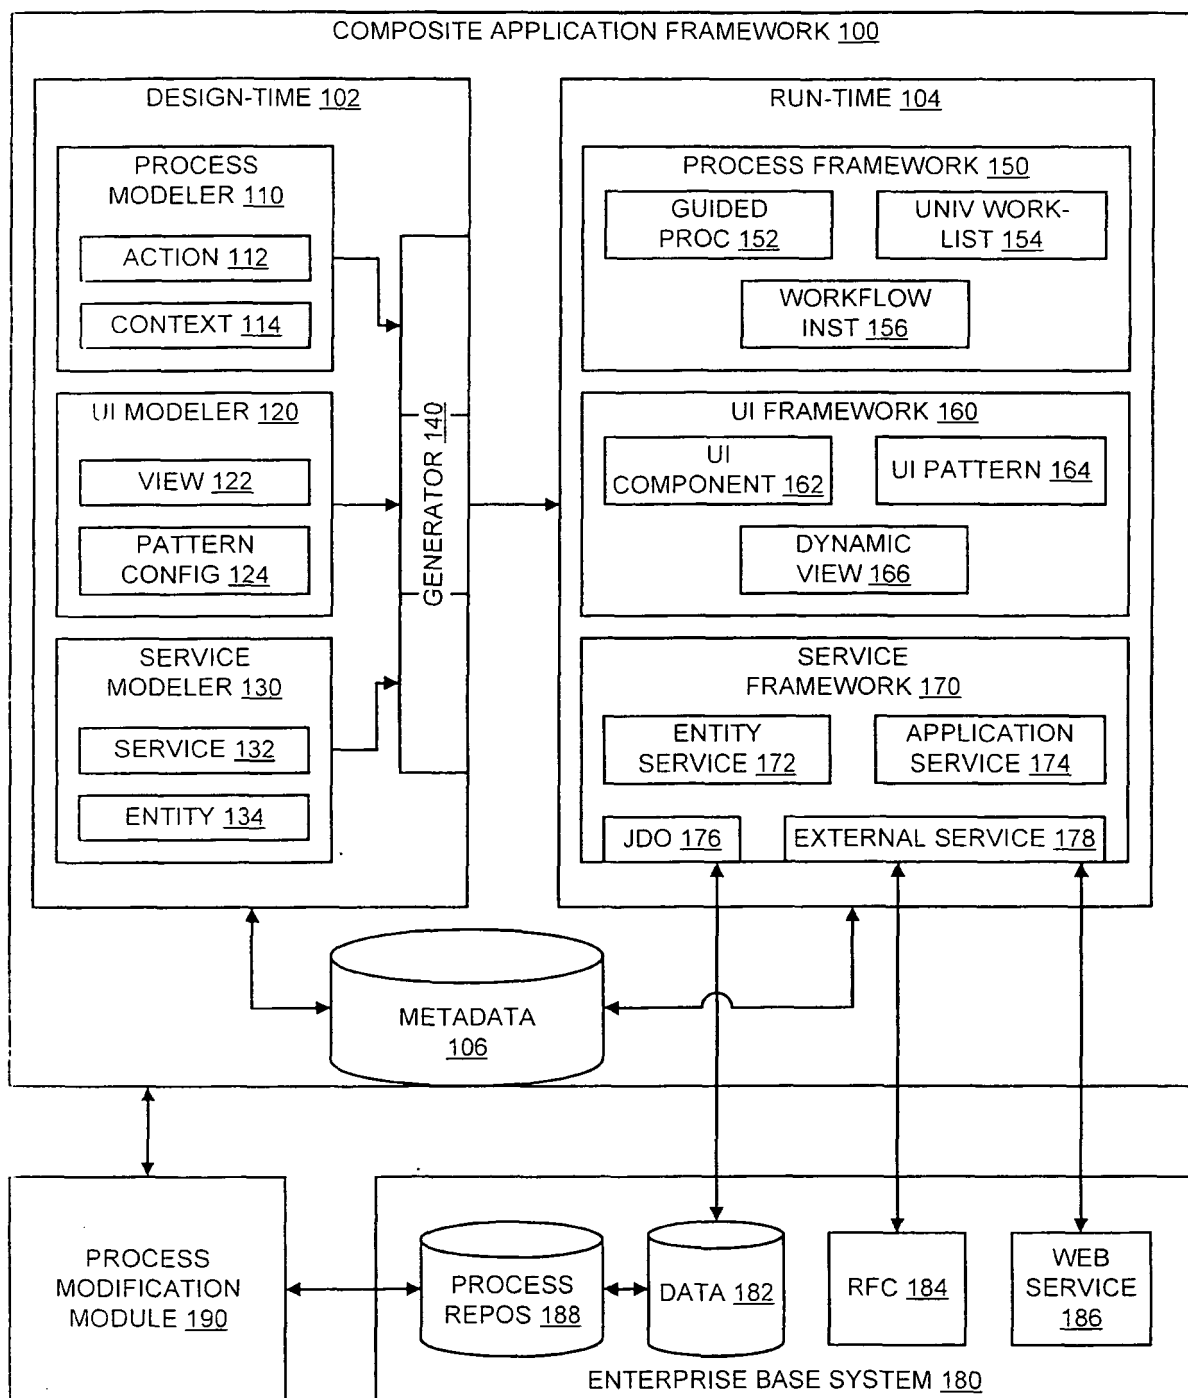 COMPOSITE APPLICATION FRAMEWORK 100
DESIGN-TIME 102
PROCESS
MODELER 110
ACTION 112
CONTEXT 114
UI MODELER 120
VIEW 122
PATTERN
CONFIG 124
SERVICE
MODELER 130
SERVICE 132
ENTITY 134
GENERATOR 140
RUN-TIME 104
PROCESS FRAMEWORK 150
GUIDED
PROC 152
UNIV WORK-
LIST 154
WORKFLOW
INST 156
UI FRAMEWORK 160
UI
COMPONENT 162
UI PATTERN 164
DYNAMIC
VIEW 166
SERVICE
FRAMEWORK 170
ENTITY
SERVICE 172
APPLICATION
SERVICE 174
JDO 176
EXTERNAL SERVICE 178
METADATA
106
PROCESS
MODIFICATION
MODULE 190
PROCESS
REPOS 188
DATA 182
RFC 184
WEB
SERVICE
186
ENTERPRISE BASE SYSTEM 180